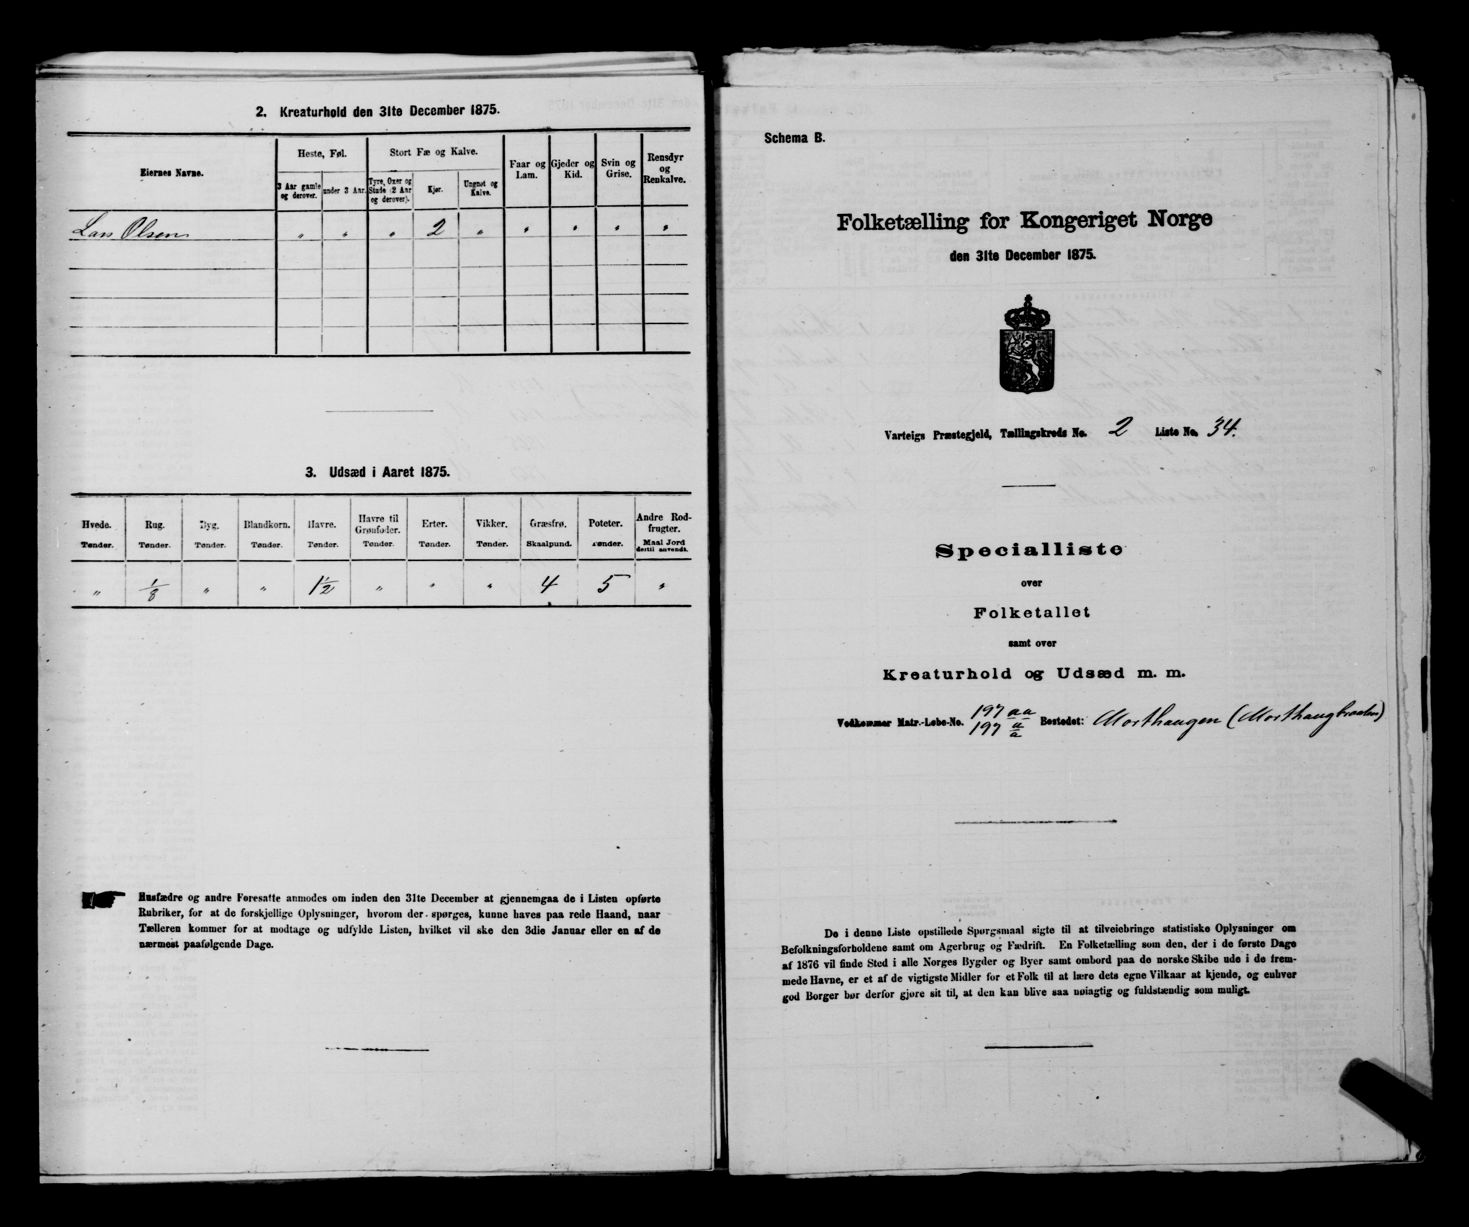 2. Kreaturhold den 31te December 1875.
Eiernes Navne.
Heste, Føl.
Stort Fæ og Kalve.
Faar og Lam.
Gjeder og Kid.
Svin og Grise.
Rensdyr og Renkalve.
3 Aar gamle og derover.
under 3 Aar.
Tyre, Oxer og Stude (2 Aar og derover).
Kjør.
Ungnøt og Kalve.
Lars Olsen " " " 2 " " " " "
3. Udsæd i Aaret 1875.
Hvede. Rug. Byg. Blandkorn. Havre. Havre til Grønfoder. Erter. Vikker. Græsfrø. Poteter. Andre Rodfrugter.
Tønder. Tønder. Tønder. Tønder. Tønder. Tønder. Tønder. Tønder. Skaalpund. Tønder. Maal Jord dertil anvendt.
" 1/8 " " 1 1/2 " " " 4 5 "
Husfædre og andre Foresatte anmodes om inden den 31te December at gjennemgaa de i Listen opførte
Rubriker, for at de forskjellige Oplysninger, hvorom der spørges, kunne haves paa rede Haand, naar
Tælleren kommer for at modtage og udfylde Listen, hvilket vil ske den 3die Januar eller en af de
nærmest paafølgende Dage.
Schema B.
Folketælling for Kongeriget Norge
den 31te December 1875.
Varteigs Præstegjeld, Tællingskreds No. 2 Liste No. 34.
Specialliste
over
Folketallet
samt over
Kreaturhold og Udsæd m. m.
Vedkommer Matr.-Løbe-No. 197 aa 197 a/a Bostedet: Morthaugen (Morthaugbraaten)
De i denne Liste opstillede Spørgsmaal sigte til at tilveiebringe statistiske Oplysninger om
Befolkningsforholdene samt om Agerbrug og Fædrift. En Folketælling som den, der i de første Dage
af 1876 vil finde Sted i alle Norges Bygder og Byer samt ombord paa de norske Skibe ude i de frem-
mede Havne, er et af de vigtigste Midler for et Folk til at lære dets egne Vilkaar at kjende, og enhver
god Borger bør derfor gjøre sit til, at den kan blive saa nøiagtig og fuldstændig som muligt.